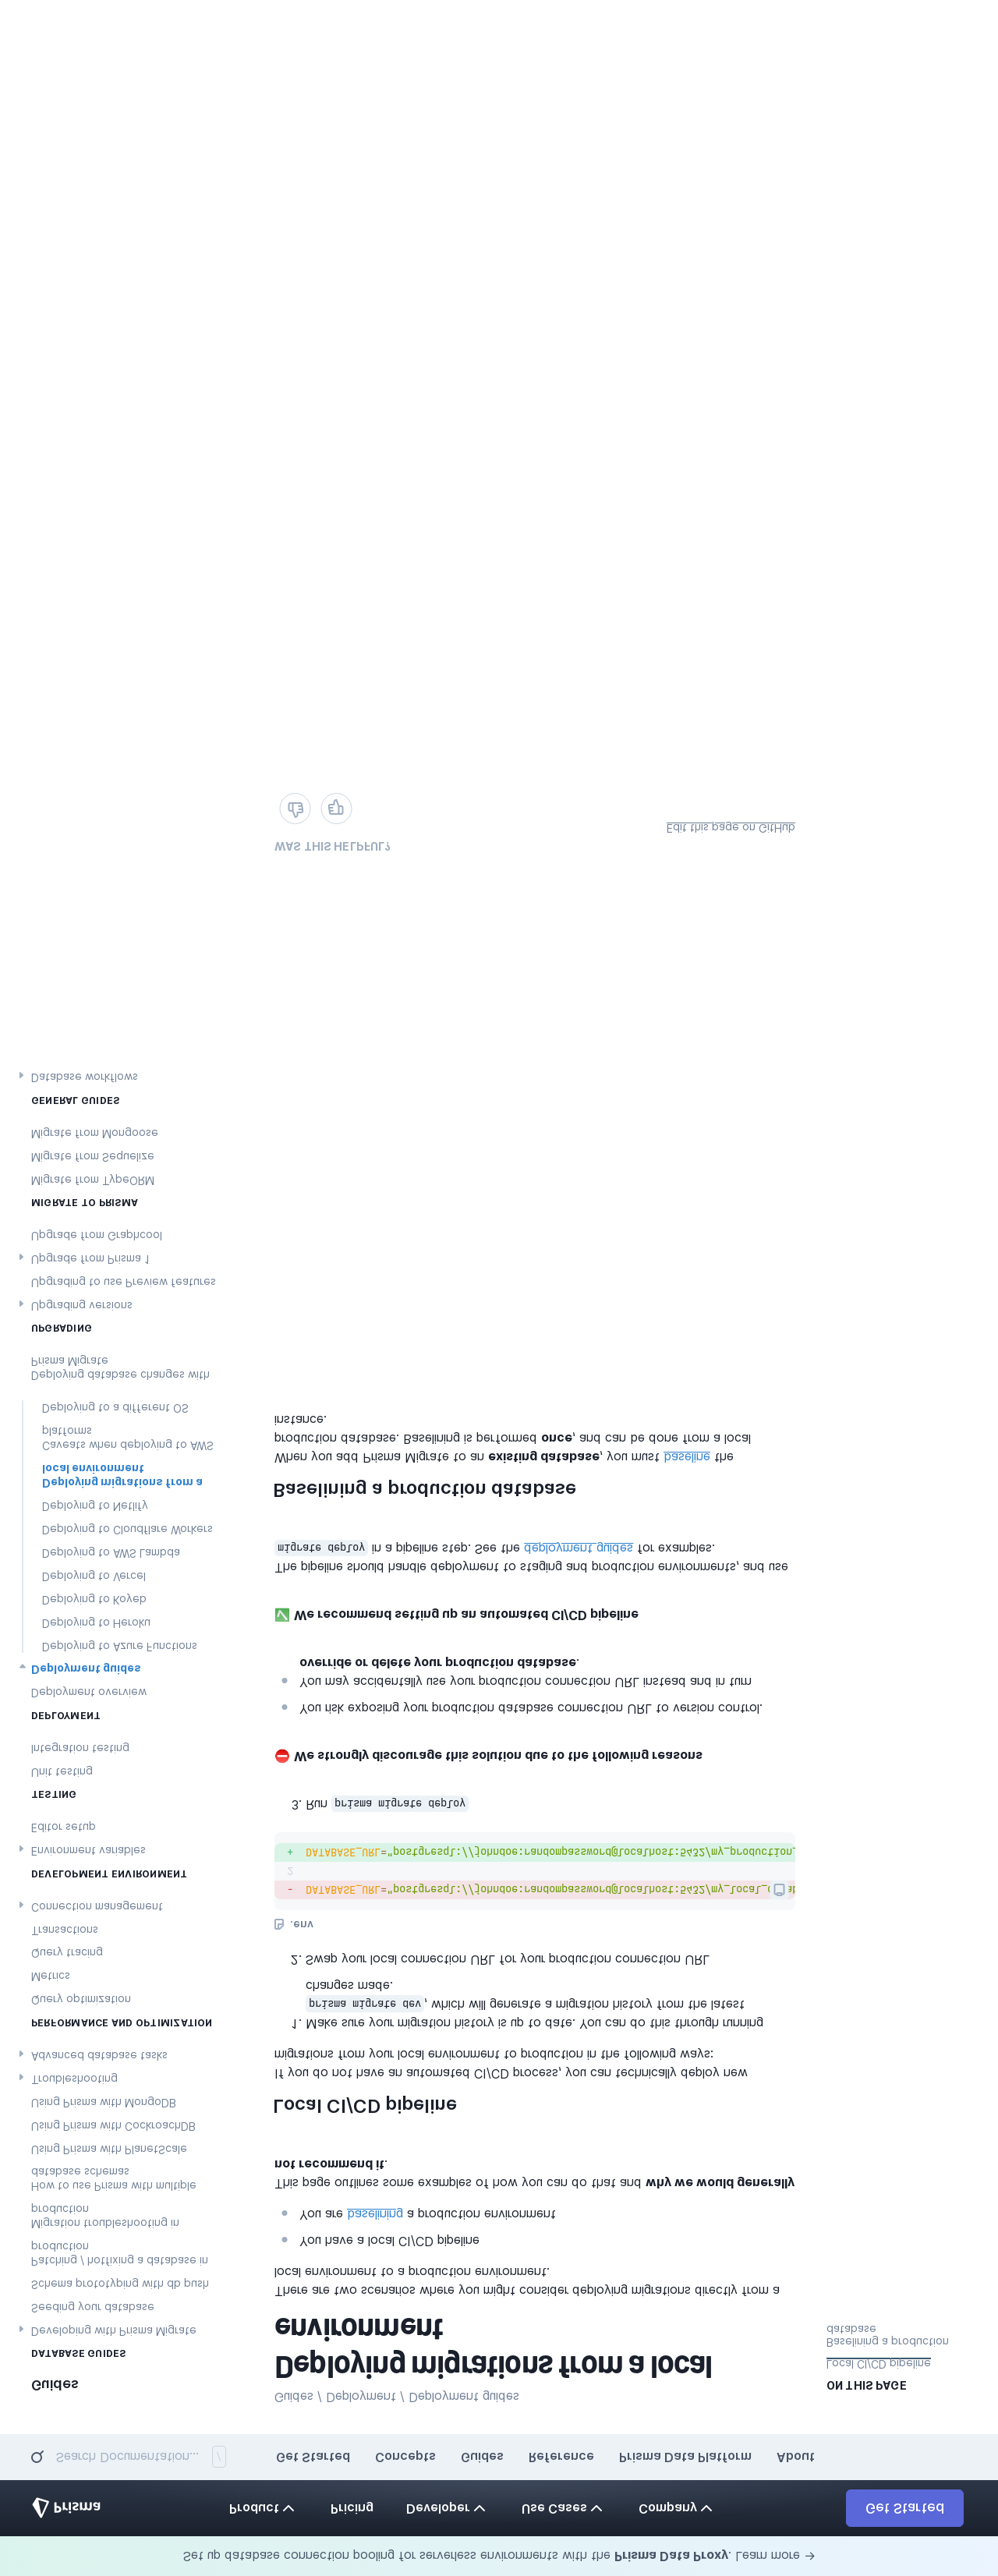 Set up database connection pooling for serverless environments with the Prisma Data Proxy. Learn more →
Prisma
Product
Pricing
Developer
Use Cases
Company
Get Started
Search Documentation...
/
Get Started
Concepts
Guides
Reference
Prisma Data Platform
About
Guides
DATABASE GUIDES
Developing with Prisma Migrate
Seeding your database
Schema prototyping with db push
Patching / hotfixing a database in
production
Migration troubleshooting in
production
How to use Prisma with multiple
database schemas
Using Prisma with PlanetScale
Using Prisma with CockroachDB
Using Prisma with MongoDB
Troubleshooting
Advanced database tasks
PERFORMANCE AND OPTIMIZATION
Query optimization
Metrics
Query tracing
Transactions
Connection management
DEVELOPMENT ENVIRONMENT
Environment variables
Editor setup
TESTING
Unit testing
Integration testing
DEPLOYMENT
Deployment overview
Deployment guides
Deploying to Azure Functions
Deploying to Heroku
Deploying to Koyeb
Deploying to Vercel
Deploying to AWS Lambda
Deploying to Cloudflare Workers
Deploying to Netlify
Deploying migrations from a
local environment
Caveats when deploying to AWS
platforms
Deploying to a different OS
Deploying database changes with
Prisma Migrate
UPGRADING
Upgrading versions
Upgrading to use Preview features
Upgrade from Prisma 1
Upgrade from Graphcool
MIGRATE TO PRISMA
Migrate from TypeORM
Migrate from Sequelize
Migrate from Mongoose
GENERAL GUIDES
Database workflows
Guides / Deployment / Deployment guides
Deploying migrations from a local
environment
There are two scenarios where you might consider deploying migrations directly from a
local environment to a production environment.
You have a local CI/CD pipeline
You are baselining a production environment
This page outlines some examples of how you can do that and why we would generally
not recommend it.
Local CI/CD pipeline
If you do not have an automated CI/CD process, you can technically deploy new
migrations from your local environment to production in the following ways:
1. Make sure your migration history is up to date. You can do this through running
prisma migrate dev, which will generate a migration history from the latest
changes made.
2. Swap your local connection URL for your production connection URL
.env
- DATABASE_URL="postgresql://johndoe:randompassword@localhost:5432/my_local_
2
+ DATABASE_URL="postgresql://johndoe:randompassword@localhost:5432/my_production_
3. Run prisma migrate deploy
⛔ We strongly discourage this solution due to the following reasons
You risk exposing your production database connection URL to version control.
You may accidentally use your production connection URL instead and in turn
override or delete your production database.
✅ We recommend setting up an automated CI/CD pipeline
The pipeline should handle deployment to staging and production environments, and use
migrate deploy in a pipeline step. See the deployment guides for examples.
Baselining a production database
When you add Prisma Migrate to an existing database, you must baseline the
production database. Baselining is performed once, and can be done from a local
instance.
WAS THIS HELPFUL?
Edit this page on GitHub
ON THIS PAGE
Local CI/CD pipeline
Baselining a production
database